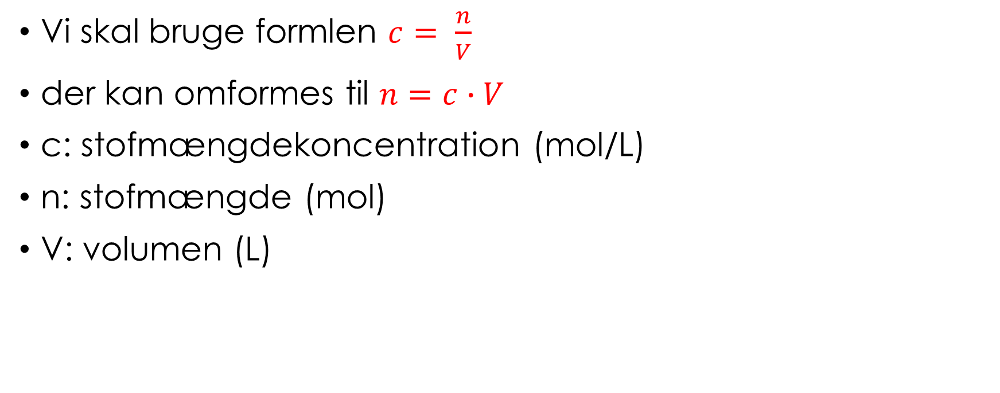 • Vi skal bruge formlen c = n/V
• der kan omformes til n = c · V
• c: stofmængdekoncentration (mol/L)
• n: stofmængde (mol)
• V: volumen (L)